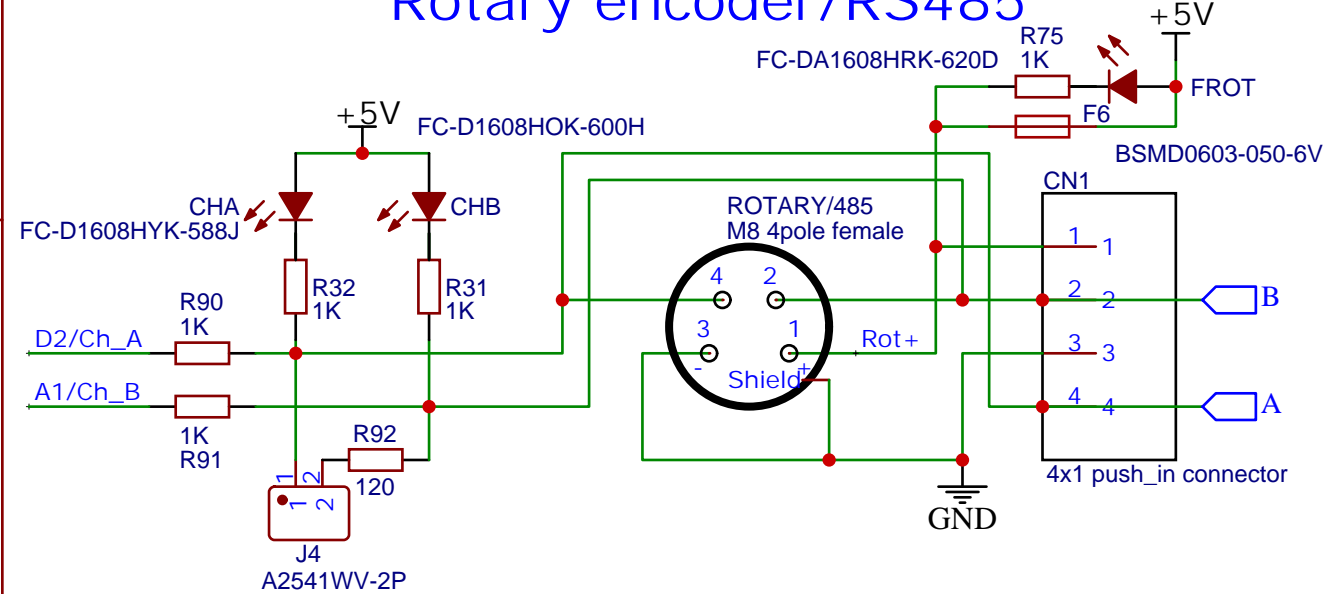 Rotary encoder/RS485
+5V
R75
1K
FC-DA1608HRK-620D
FROT
F6
BSMD0603-050-6V
+5V
FC-D1608HOK-600H
CHA
FC-D1608HYK-588J
CHB
R32
1K
R31
1K
R90
1K
D2/Ch_A
A1/Ch_B
1K
R91
R92
120
1
2
1
2
J4
A2541WV-2P
ROTARY/485
M8 4pole female
4
2
3
1
-
+
Shield
Rot+
GND
CN1
1
1
2
2
3
3
4
4
B
A
4x1 push_in connector